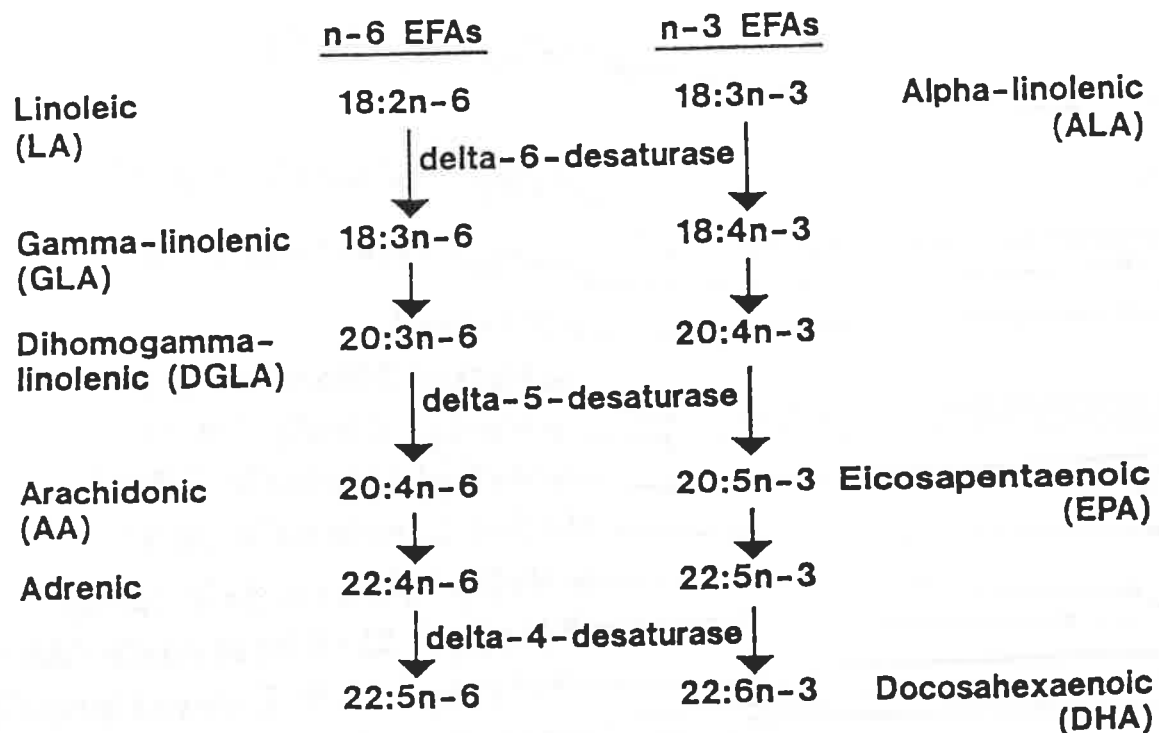 n-6 EFAs n-3 EFAs
Linoleic 18:2n-6 18:3n-3 Alpha-linolenic
(LA) (ALA)
delta-6-desaturase
Gamma-linolenic 18:3n-6 18:4n-3
(GLA)
Dihomogamma- 20:3n-6 20:4n-3
linolenic (DGLA)
delta-5-desaturase
Arachidonic 20:4n-6 20:5n-3 Eicosapentaenoic
(AA) (EPA)
Adrenic 22:4n-6 22:5n-3
delta-4-desaturase
22:5n-6 22:6n-3 Docosahexaenoic
(DHA)